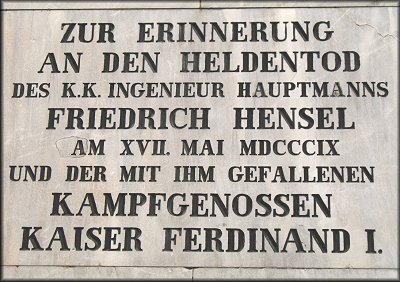 ZUR ERINNERUNG
AN DEN HELDENTOD
DES K.K. INGENIEUR HAUPTMANNS
FRIEDRICH HENSEL
AM XVII. MAI MDCCCIX
UND DER MIT IHM GEFALLENEN
KAMPFGENOSSEN
KAISER FERDINAND I.